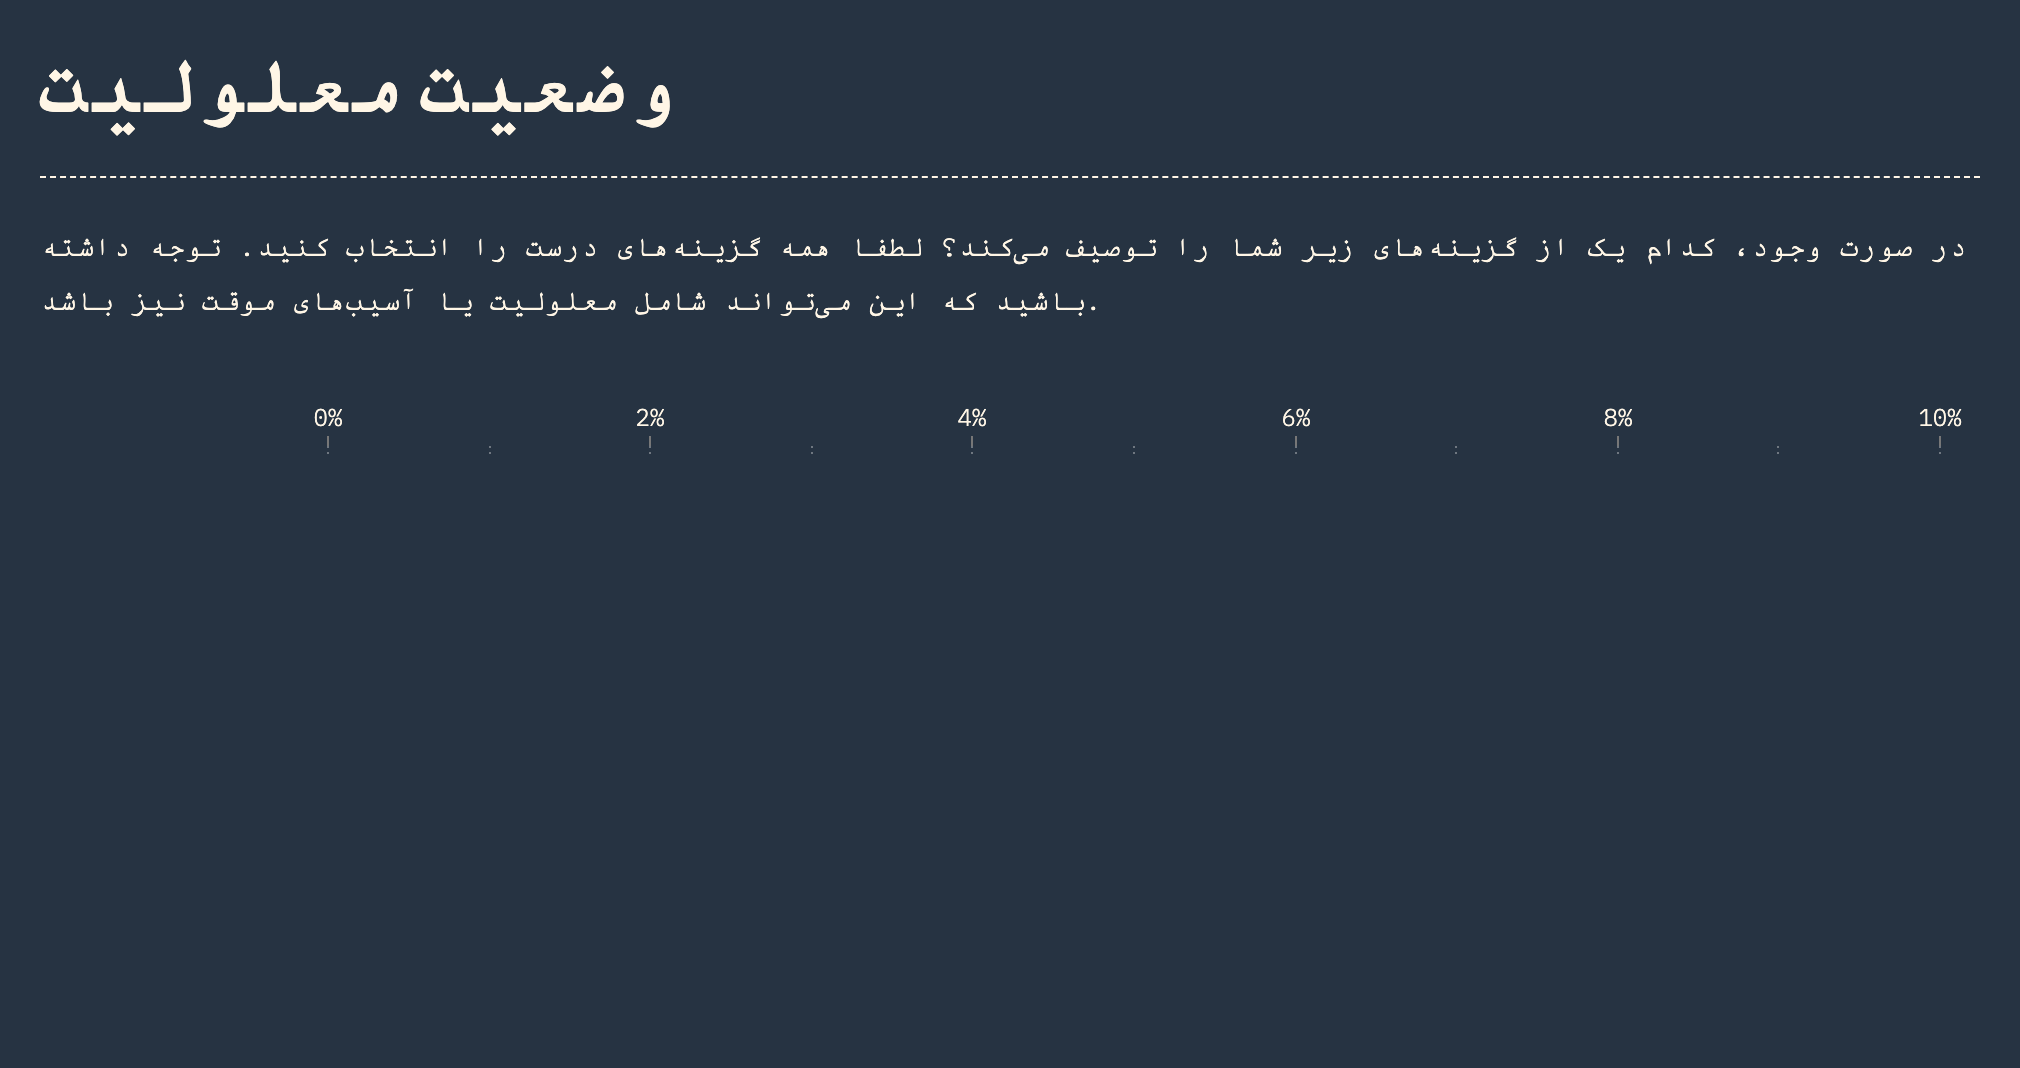 وضعیت معلولیت
در صورت وجود، کدام یک از گزینه‌های زیر شما را توصیف می‌کند؟ لطفا همه گزینه‌های درست را انتخاب کنید. توجه داشته
باشید که این می‌تواند شامل معلولیت یا آسیب‌های موقت نیز باشد.
0% 2% 4% 6% 8% 10%